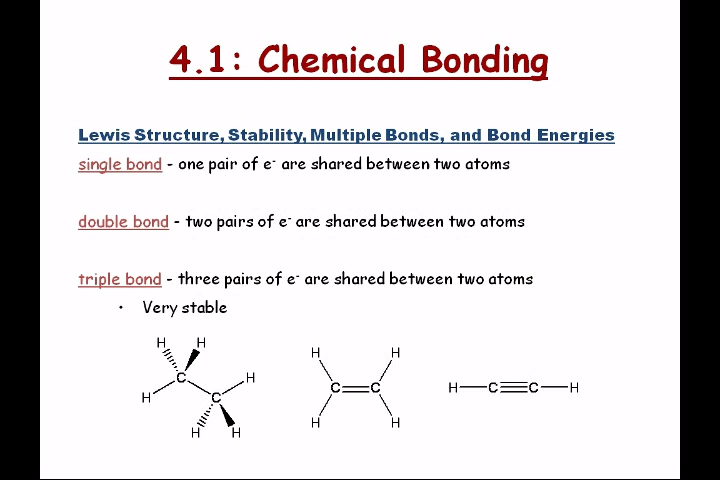 4.1: Chemical Bonding
Lewis Structure, Stability, Multiple Bonds, and Bond Energies
single bond - one pair of e⁻ are shared between two atoms
double bond - two pairs of e⁻ are shared between two atoms
triple bond - three pairs of e⁻ are shared between two atoms
• Very stable
H H H H
C H C C H C C H
H C
H H H H